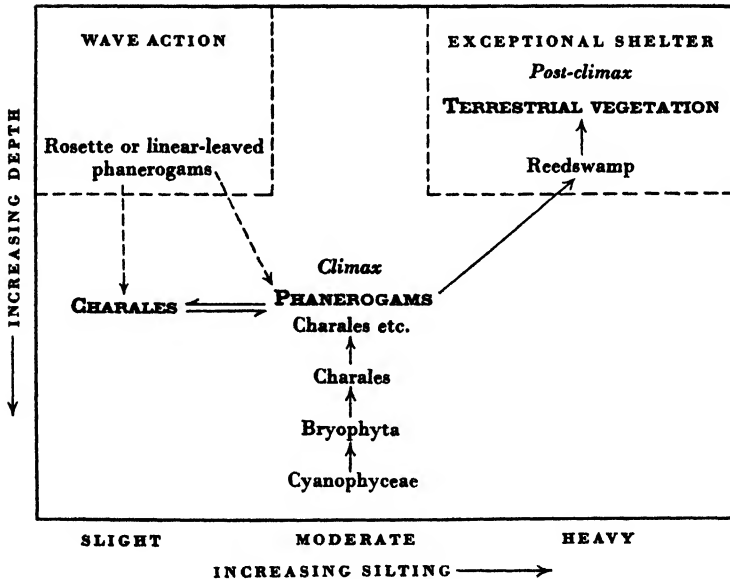 WAVE ACTION
EXCEPTIONAL SHELTER
Post-climax
TERRESTRIAL VEGETATION
Rosette or linear-leaved
phanerogams
Reedswamp
INCREASING DEPTH
Climax
CHARALES
PHANEROGAMS
Charales etc.
Charales
Bryophyta
Cyanophyceae
SLIGHT
MODERATE
HEAVY
INCREASING SILTING